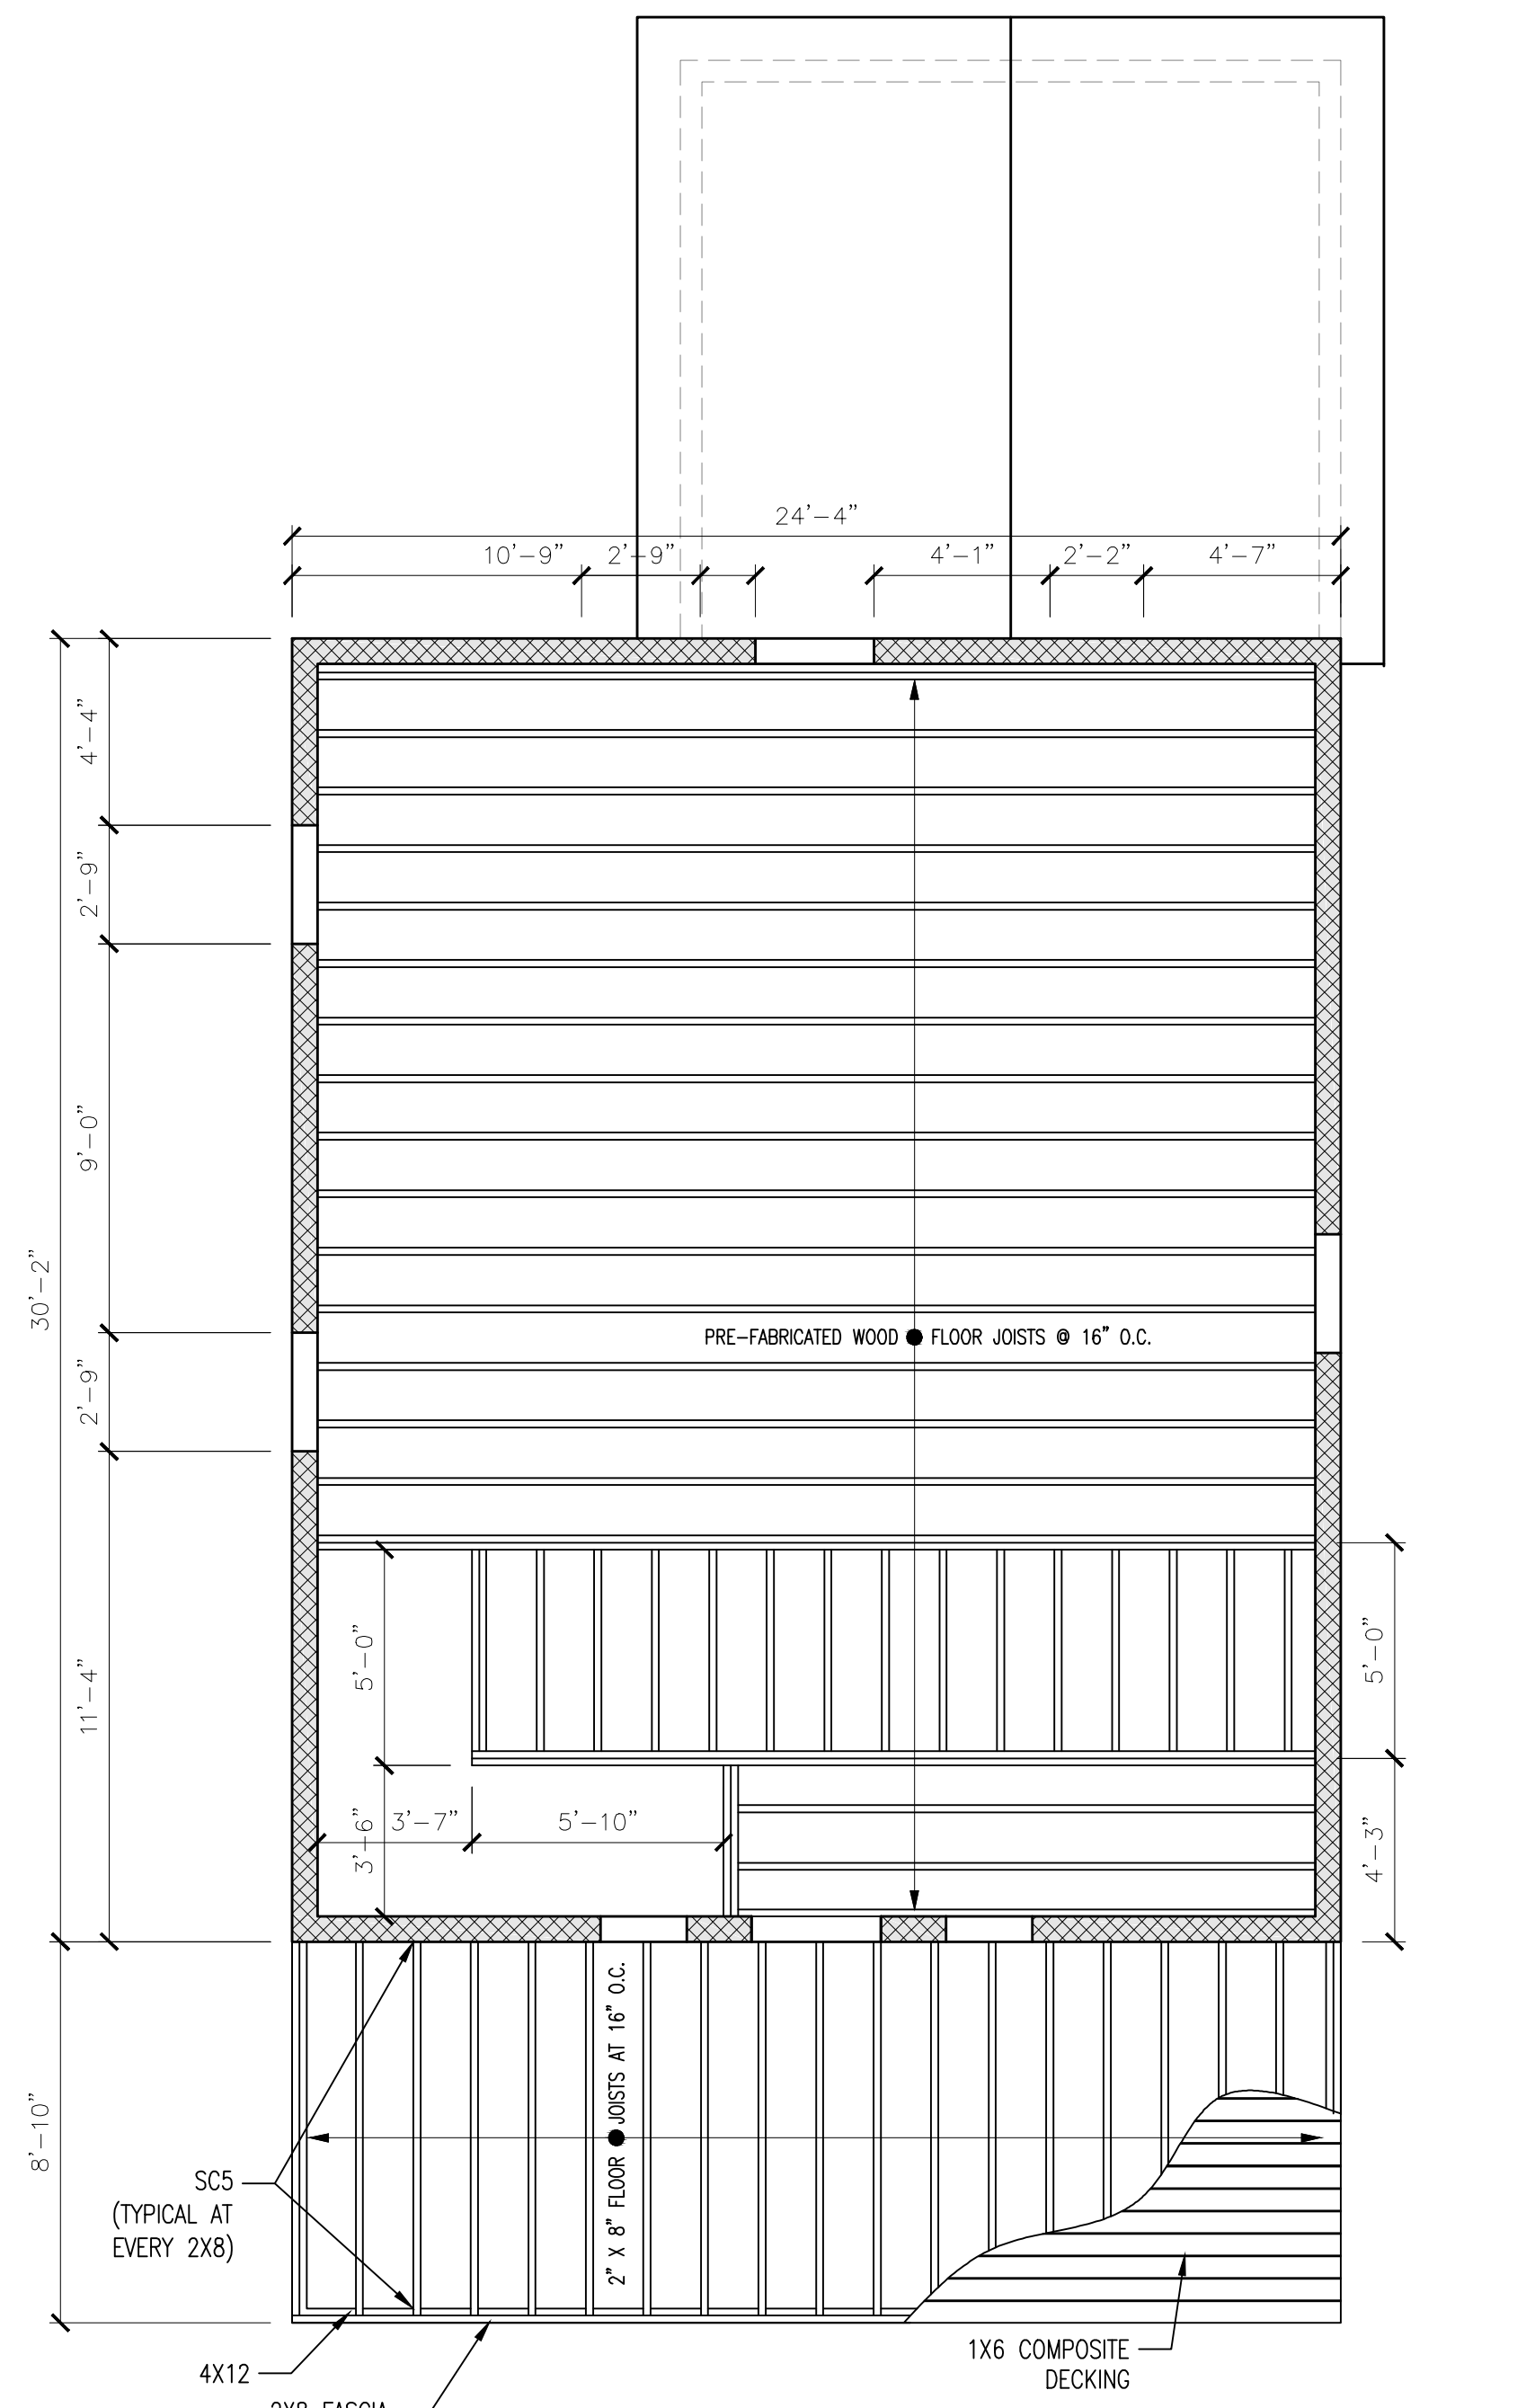 24'-4"
10'-9"
2'-9"
4'-1"
2'-2"
4'-7"
4'-4"
2'-9"
9'-0"
30'-2"
2'-9"
PRE-FABRICATED WOOD FLOOR JOISTS @ 16" O.C.
11'-4"
5'-0"
5'-0"
3'-6"
3'-7"
5'-10"
4'-3"
8'-10"
2" X 8" FLOOR JOISTS AT 16" O.C.
SC5
(TYPICAL AT
EVERY 2X8)
4X12
1X6 COMPOSITE
DECKING